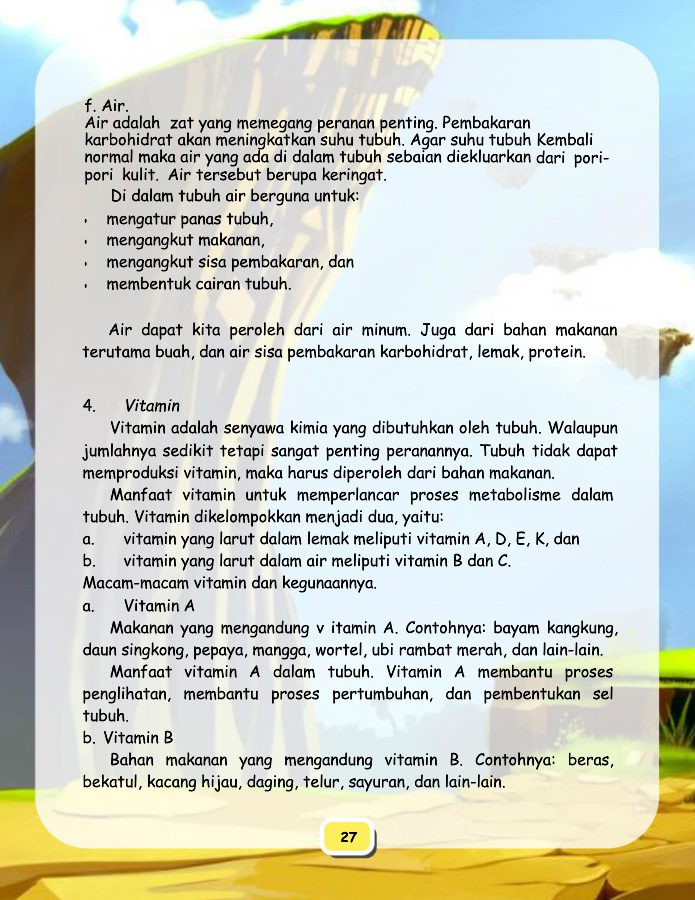 f. Air.
Air adalah zat yang memegang peranan penting. Pembakaran
karbohidrat akan meningkatkan suhu tubuh. Agar suhu tubuh Kembali
normal maka air yang ada di dalam tubuh sebaian diekluarkan dari pori-
pori kulit. Air tersebut berupa keringat.
Di dalam tubuh air berguna untuk:
• mengatur panas tubuh,
• mengangkut makanan,
• mengangkut sisa pembakaran, dan
• membentuk cairan tubuh.
Air dapat kita peroleh dari air minum. Juga dari bahan makanan
terutama buah, dan air sisa pembakaran karbohidrat, lemak, protein.
4. Vitamin
Vitamin adalah senyawa kimia yang dibutuhkan oleh tubuh. Walaupun
jumlahnya sedikit tetapi sangat penting peranannya. Tubuh tidak dapat
memproduksi vitamin, maka harus diperoleh dari bahan makanan.
Manfaat vitamin untuk memperlancar proses metabolisme dalam
tubuh. Vitamin dikelompokkan menjadi dua, yaitu:
a. vitamin yang larut dalam lemak meliputi vitamin A, D, E, K, dan
b. vitamin yang larut dalam air meliputi vitamin B dan C.
Macam-macam vitamin dan kegunaannya.
a. Vitamin A
Makanan yang mengandung v itamin A. Contohnya: bayam kangkung,
daun singkong, pepaya, mangga, wortel, ubi rambat merah, dan lain-lain.
Manfaat vitamin A dalam tubuh. Vitamin A membantu proses
penglihatan, membantu proses pertumbuhan, dan pembentukan sel
tubuh.
b. Vitamin B
Bahan makanan yang mengandung vitamin B. Contohnya: beras,
bekatul, kacang hijau, daging, telur, sayuran, dan lain-lain.
27